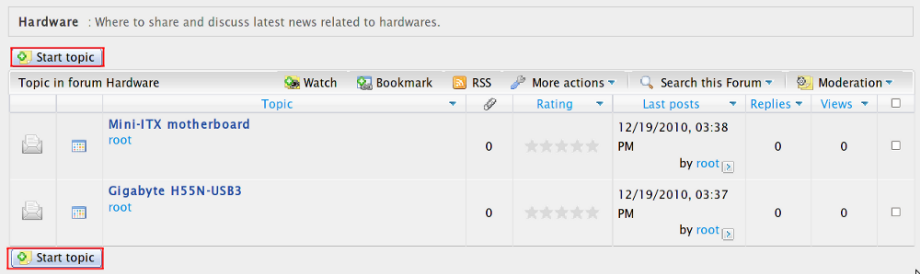 Hardware : Where to share and discuss latest news related to hardwares.
Start topic
Topic in forum Hardware Watch Bookmark RSS More actions Search this Forum Moderation
Topic Rating Last posts Replies Views
Mini-ITX motherboard
root
0 12/19/2010, 03:38 PM by root 0 0
Gigabyte H55N-USB3
root
0 12/19/2010, 03:37 PM by root 0 0
Start topic